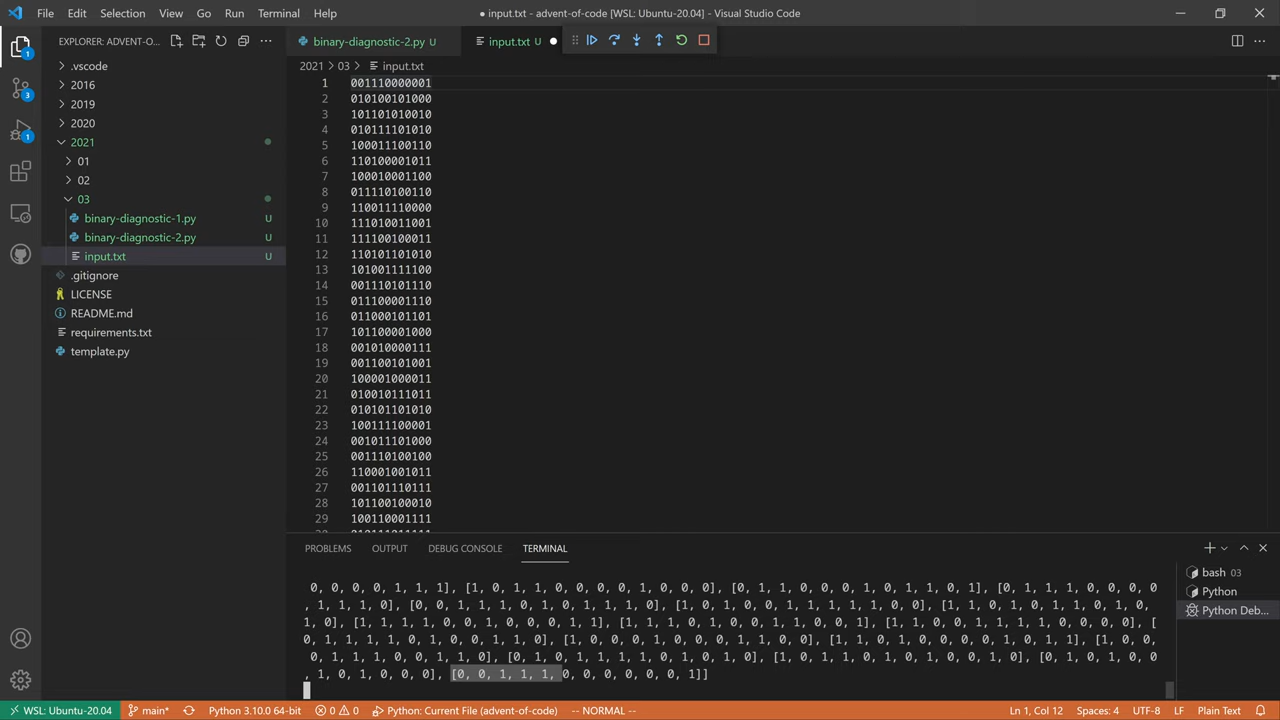 File Edit Selection View Go Run Terminal Help
● input.txt - advent-of-code [WSL: Ubuntu-20.04] - Visual Studio Code
EXPLORER: ADVENT-O...
binary-diagnostic-2.py U
input.txt U
2021 > 03 > input.txt
.vscode
2016
2019
2020
2021
01
02
03
binary-diagnostic-1.py U
binary-diagnostic-2.py U
input.txt U
.gitignore
LICENSE
README.md
requirements.txt
template.py
1 001110000001
2 010100101000
3 101101010010
4 010111101010
5 100011100110
6 110100001011
7 100010001100
8 011110100110
9 110011110000
10 111010011001
11 111100100011
12 110101101010
13 101001111100
14 001110101110
15 011100001110
16 011000101101
17 101100001000
18 001010000111
19 001100101001
20 100001000011
21 010010111011
22 010101101010
23 100111100001
24 001011101000
25 001110100100
26 110001001011
27 001101110111
28 101100100010
29 100110001111
PROBLEMS OUTPUT DEBUG CONSOLE TERMINAL
0, 0, 0, 0, 1, 1, 1], [1, 0, 1, 1, 0, 0, 0, 0, 1, 0, 0, 0], [0, 1, 1, 0, 0, 0, 1, 0, 1, 1, 0, 1], [0, 1, 1, 1, 0, 0, 0, 0
, 1, 1, 1, 0], [0, 0, 1, 1, 1, 0, 1, 0, 1, 1, 1, 0], [1, 0, 1, 0, 0, 1, 1, 1, 1, 1, 0, 0], [1, 1, 0, 1, 0, 1, 1, 0, 1, 0,
1, 0], [1, 1, 1, 1, 0, 0, 1, 0, 0, 0, 1, 1], [1, 1, 1, 0, 1, 0, 0, 1, 1, 0, 0, 1], [1, 1, 0, 0, 1, 1, 1, 1, 0, 0, 0, 0], [
0, 1, 1, 1, 1, 0, 1, 0, 0, 1, 1, 0], [1, 0, 0, 0, 1, 0, 0, 0, 1, 1, 0, 0], [1, 1, 0, 1, 0, 0, 0, 0, 1, 0, 1, 1], [1, 0, 0,
0, 1, 1, 1, 0, 0, 1, 1, 0], [0, 1, 0, 1, 1, 1, 1, 0, 1, 0, 1, 0], [1, 0, 1, 1, 0, 1, 0, 1, 0, 0, 1, 0], [0, 1, 0, 1, 0, 0
, 1, 0, 1, 0, 0, 0], [0, 0, 1, 1, 1, 0, 0, 0, 0, 0, 0, 1]]
bash 03
Python
Python Deb...
WSL: Ubuntu-20.04 main* Python 3.10.0 64-bit 0 0 Python: Current File (advent-of-code) -- NORMAL -- Ln 1, Col 12 Spaces: 4 UTF-8 LF Plain Text